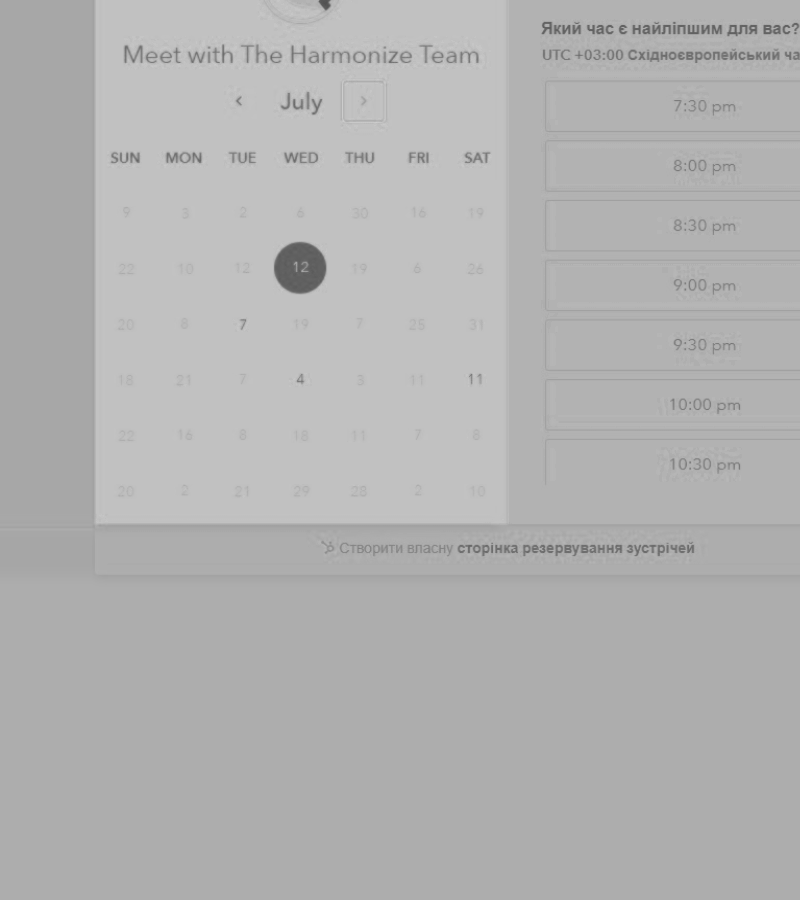 Meet with The Harmonize Team
July
SUN MON TUE WED THU FRI SAT
9 3 2 6 30 16 19
22 10 12 12 19 6 26
20 8 7 19 7 25 31
18 21 7 4 3 11 11
22 16 8 18 11 7 8
20 2 21 29 28 2 10
Який час є найліпшим для вас?
UTC +03:00 Східноєвропейський ча
7:30 pm
8:00 pm
8:30 pm
9:00 pm
9:30 pm
10:00 pm
10:30 pm
Створити власну сторінка резервування зустрічей